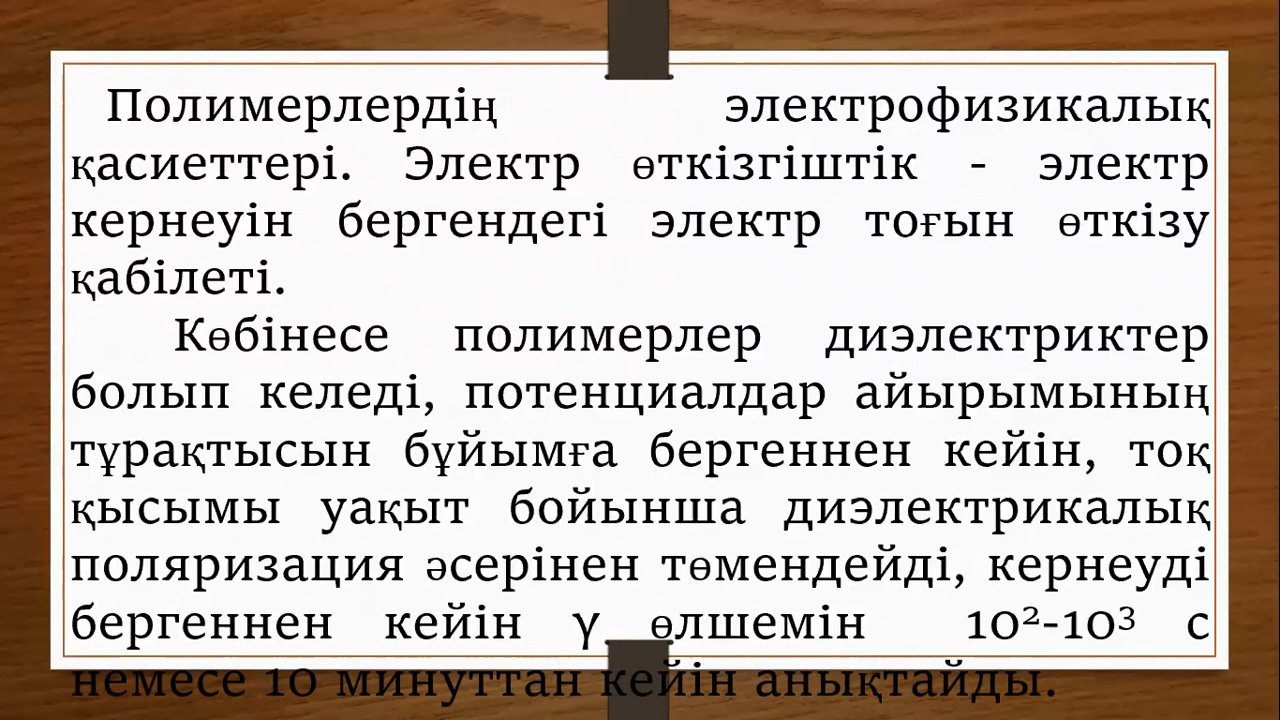 Полимерлердің электрофизикалық
қасиеттері. Электр өткізгіштік - электр
кернеуін бергендегі электр тоғын өткізу
қабілеті.
Көбінесе полимерлер диэлектриктер
болып келеді, потенциалдар айырымының
тұрақтысын бұйымға бергеннен кейін, тоқ
қысымы уақыт бойынша диэлектрикалық
поляризация әсерінен төмендейді, кернеуді
бергеннен кейін γ өлшемін 10²-10³ с
немесе 10 минуттан кейін анықтайды.